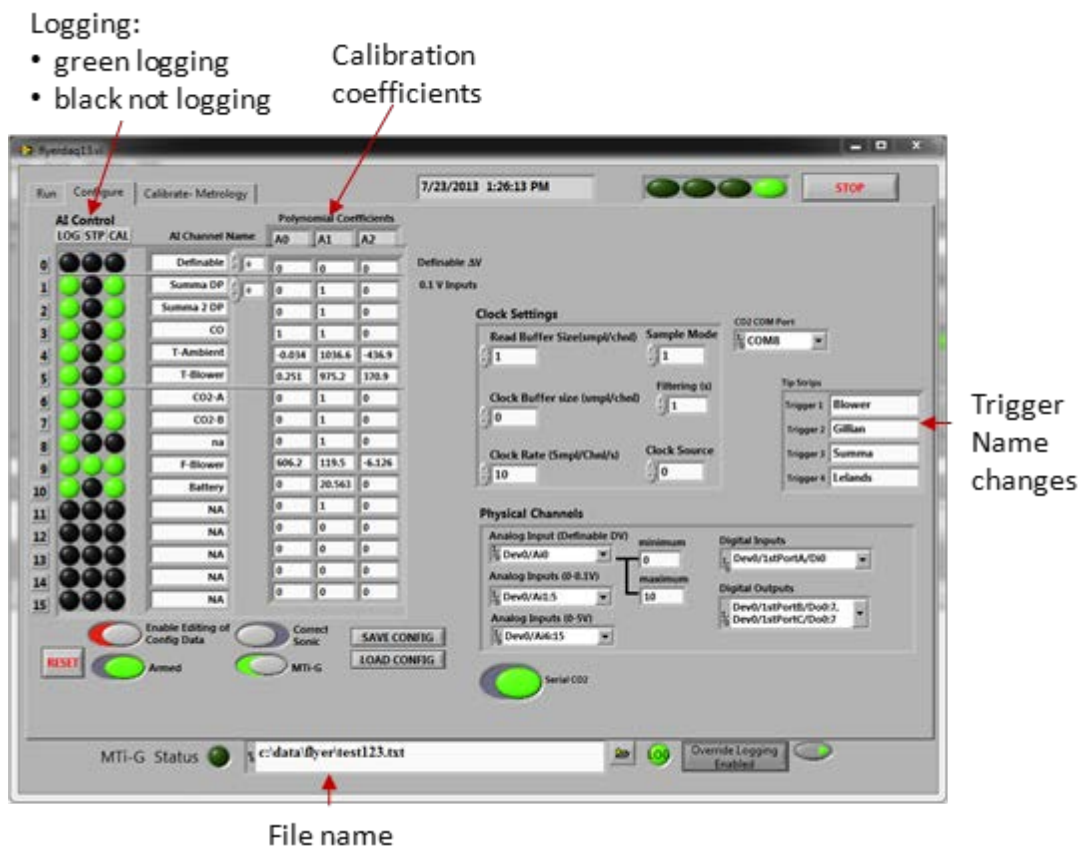 Logging:
• green logging
• black not logging
Calibration
coefficients
flyerdaq13.vi
Run Configure Calibrate- Metrology
7/23/2013 1:26:13 PM
STOP
AI Control
LOG STP CAL
AI Channel Name
Polynomial Coefficients
A0 A1 A2
0 Definable + 0 0 0 Definable ΔV
1 Summa DP + 0 1 0 0.1 V Inputs
2 Summa 2 DP 0 1 0
3 CO 1 1 0
4 T-Ambient -0.034 1036.6 -436.9
5 T-Blower 0.251 975.2 170.9
6 CO2-A 0 1 0
7 CO2-B 0 1 0
8 na 0 1 0
9 F-Blower 606.2 119.5 -6.126
10 Battery 0 20.563 0
11 NA 0 1 0
12 NA 0 0 0
13 NA 0 0 0
14 NA 0 0 0
15 NA 0 0 0
Clock Settings
Read Buffer Size(smpl/chnl) Sample Mode
1 1
Clock Buffer size (smpl/chnl) Filtering (s)
0 1
Clock Rate (Smpl/Chnl/s) Clock Source
10 0
CO2 COM Port
COM8
Tip Strips
Trigger 1 Blower
Trigger 2 Gillian
Trigger 3 Summa
Trigger 4 Lelands
Trigger
Name
changes
Physical Channels
Analog Input (Definable DV) minimum Digital Inputs
Dev0/Ai0 0 Dev0/1stPortA/Di0
Analog Inputs (0-0.1V) maximum Digital Outputs
Dev0/Ai1:5 10 Dev0/1stPortB/Do0:7,
Dev0/1stPortC/Do0:7
Analog Inputs (0-5V)
Dev0/Ai6:15
Enable Editing of
Config Data
Correct
Sonic
SAVE CONFIG
RESET
Armed
MTi-G
LOAD CONFIG
Serial CO2
MTi-G Status
c:\data\flyer\test123.txt
LOG
Override Logging
Enabled
File name